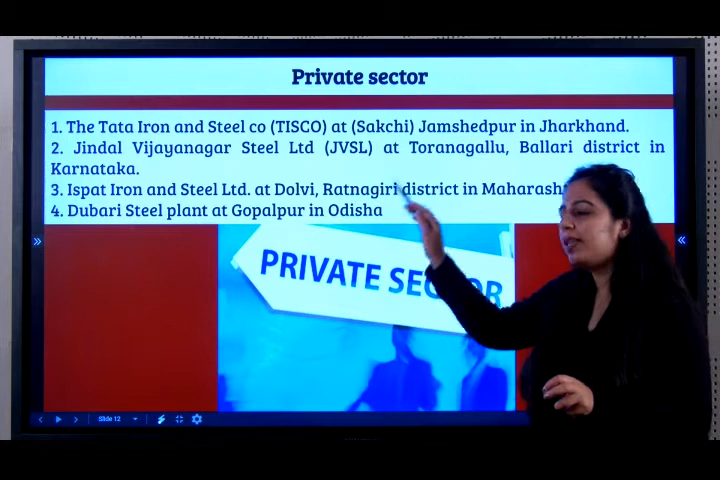 Private sector
1. The Tata Iron and Steel co (TISCO) at (Sakchi) Jamshedpur in Jharkhand.
2. Jindal Vijayanagar Steel Ltd (JVSL) at Toranagallu, Ballari district in
Karnataka.
3. Ispat Iron and Steel Ltd. at Dolvi, Ratnagiri district in
4. Dubari Steel plant at Gopalpur in Odisha
PRIVATE
Slide 12